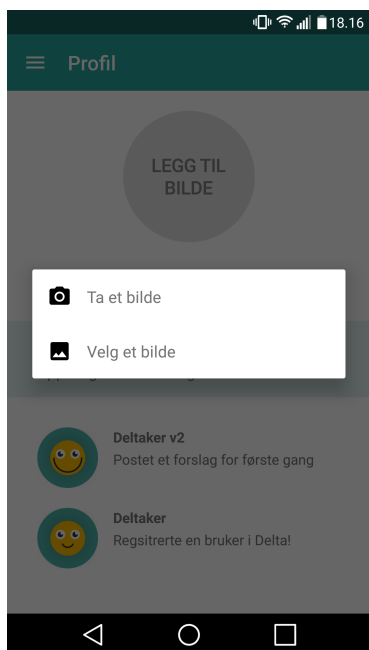 18.16
Profil
LEGG TIL
BILDE
Ta et bilde
Velg et bilde
Deltaker v2
Postet et forslag for første gang
Deltaker
Regsitrerte en bruker i Delta!